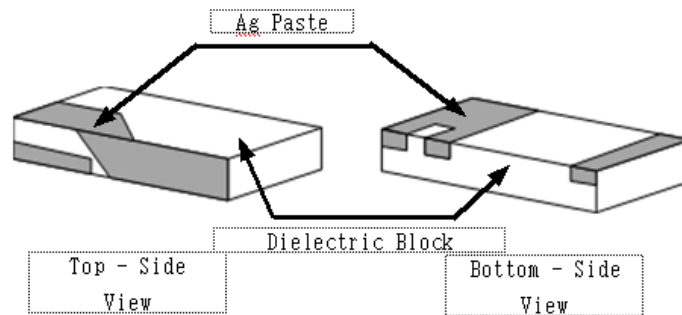 Ag Paste
Dielectric Block
Top - Side
View
Bottom - Side
View